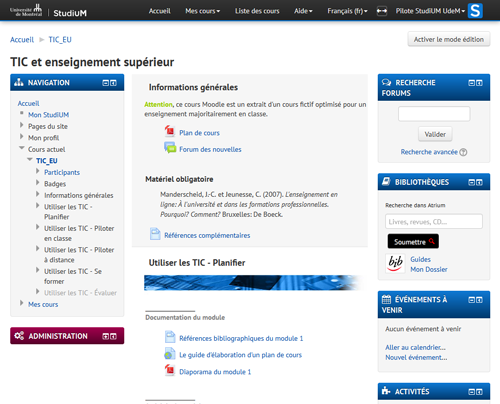 Université de Montréal
StudiUM
Accueil
Mes cours
Liste des cours
Aide
Français (fr)
Pilote StudiUM UdeM
S
Accueil
TIC_EU
Activer le mode édition
TIC et enseignement supérieur
NAVIGATION
Accueil
Mon StudiUM
Pages du site
Mon profil
Cours actuel
TIC_EU
Participants
Badges
Informations générales
Utiliser les TIC -
Planifier
Utiliser les TIC - Piloter
en classe
Utiliser les TIC - Piloter
à distance
Utiliser les TIC - Se
former
Utiliser les TIC - Évaluer
Mes cours
ADMINISTRATION
Informations générales
Attention, ce cours Moodle est un extrait d'un cours fictif optimisé pour un
enseignement majoritairement en classe.
Plan de cours
Forum des nouvelles
Matériel obligatoire
Manderscheid, J.-C. et Jeunesse, C. (2007). L'enseignement en
ligne: À l'université et dans les formations professionnelles.
Pourquoi? Comment? Bruxelles: De Boeck.
Références complémentaires
Utiliser les TIC - Planifier
Documentation du module
Références bibliographiques du module 1
Le guide d'élaboration d'un plan de cours
Diaporama du module 1
RECHERCHE
FORUMS
Valider
Recherche avancée
BIBLIOTHÈQUES
Recherche dans Atrium
Livres, revues, CD...
Soumettre
bib
Guides
Mon Dossier
ÉVÉNEMENTS À
VENIR
Aucun événement à venir
Aller au calendrier...
Nouvel événement...
ACTIVITÉS